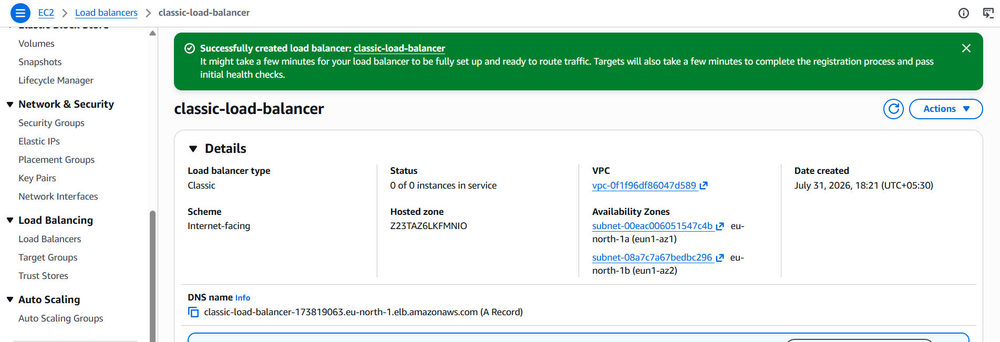 EC2 > Load balancers > classic-load-balancer
Elastic Block Store
Volumes
Snapshots
Lifecycle Manager
Network & Security
Security Groups
Elastic IPs
Placement Groups
Key Pairs
Network Interfaces
Load Balancing
Load Balancers
Target Groups
Trust Stores
Auto Scaling
Auto Scaling Groups
Successfully created load balancer: classic-load-balancer
It might take a few minutes for your load balancer to be fully set up and ready to route traffic. Targets will also take a few minutes to complete the registration process and pass
initial health checks.
classic-load-balancer
Actions
Details
Load balancer type
Classic
Scheme
Internet-facing
Status
0 of 0 instances in service
Hosted zone
Z23TAZ6LKFMNIO
VPC
vpc-0f1f96df86047d589
Availability Zones
subnet-00eac006051547c4b eu-
north-1a (eun1-az1)
subnet-08a7c7a67bedbc296 eu-
north-1b (eun1-az2)
Date created
July 31, 2026, 18:21 (UTC+05:30)
DNS name Info
classic-load-balancer-173819063.eu-north-1.elb.amazonaws.com (A Record)